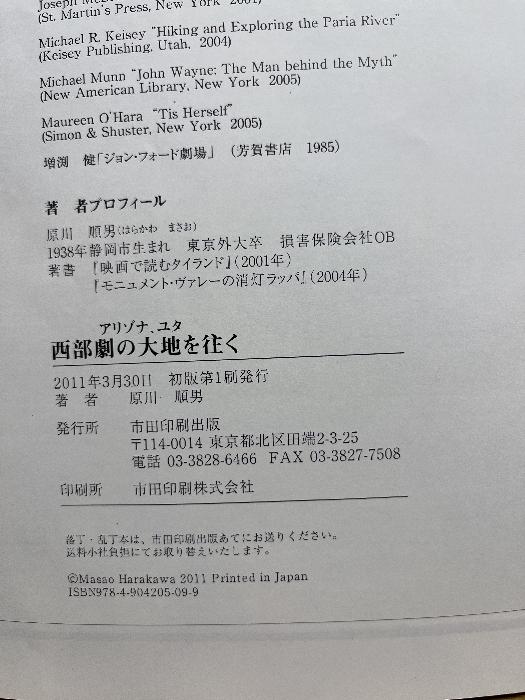 Joseph
(St. Martin's Press, New York 2001)
Michael R. Keisey "Hiking and Exploring the Paria River"
(Keisey Publishing, Utah, 2004)
Michael Munn "John Wayne: The Man behind the Myth"
(New American Library, New York 2005)
Maureen O'Hara "Tis Herself"
(Simon & Shuster, New York 2005)
増渕 健「ジョン・フォード劇場」 (芳賀書店 1985)
著 者プロフィール
原川 順男(はらかわ まさお)
1938年静岡市生まれ 東京外大卒 損害保険会社OB
著書 『映画で読むタイランド』(2001年)
『モニュメント・ヴァレーの消灯ラッパ』(2004年)
アリゾナ、ユタ
西部劇の大地を往く
2011年3月30日 初版第1刷発行
著 者 原川 順男
発行所 市田印刷出版
〒114-0014 東京都北区田端2-3-25
電話 03-3828-6466 FAX 03-3827-7508
印刷所 市田印刷株式会社
落丁・乱丁本は、市田印刷出版あてにお送りください。
送料小社負担にてお取り替えいたします。
©Masao Harakawa 2011 Printed in Japan
ISBN978-4-904205-09-9